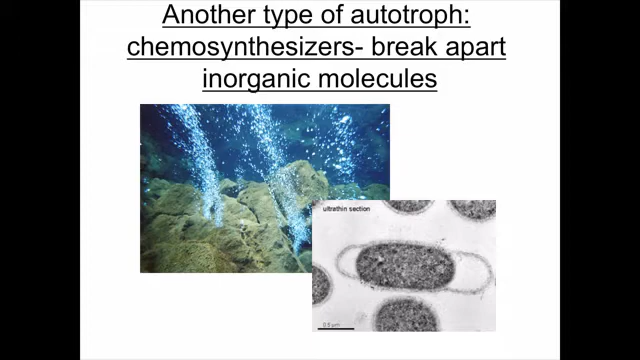 Another type of autotroph:
chemosynthesizers- break apart
inorganic molecules
ultrathin section
0.5 µm